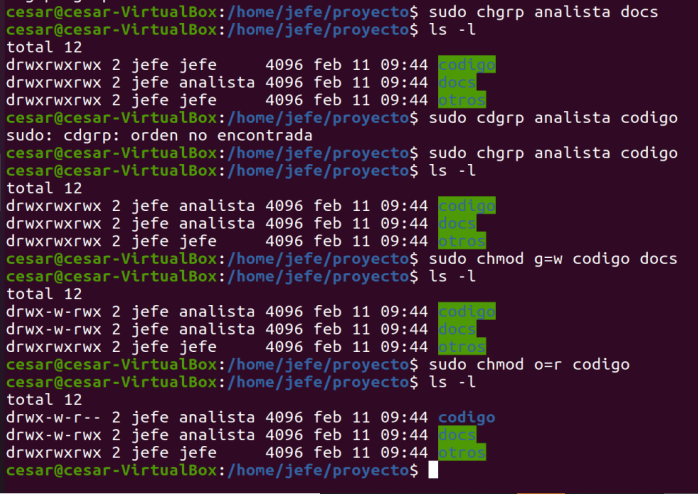 cesar@cesar-VirtualBox:/home/jefe/proyecto$ sudo chgrp analista docs
cesar@cesar-VirtualBox:/home/jefe/proyecto$ ls -l
total 12
drwxrwxrwx 2 jefe jefe     4096 feb 11 09:44 codigo
drwxrwxrwx 2 jefe analista 4096 feb 11 09:44 docs
drwxrwxrwx 2 jefe jefe     4096 feb 11 09:44 otros
cesar@cesar-VirtualBox:/home/jefe/proyecto$ sudo cdgrp analista codigo
sudo: cdgrp: orden no encontrada
cesar@cesar-VirtualBox:/home/jefe/proyecto$ sudo chgrp analista codigo
cesar@cesar-VirtualBox:/home/jefe/proyecto$ ls -l
total 12
drwxrwxrwx 2 jefe analista 4096 feb 11 09:44 codigo
drwxrwxrwx 2 jefe analista 4096 feb 11 09:44 docs
drwxrwxrwx 2 jefe jefe     4096 feb 11 09:44 otros
cesar@cesar-VirtualBox:/home/jefe/proyecto$ sudo chmod g=w codigo docs
cesar@cesar-VirtualBox:/home/jefe/proyecto$ ls -l
total 12
drwx-w-rwx 2 jefe analista 4096 feb 11 09:44 codigo
drwx-w-rwx 2 jefe analista 4096 feb 11 09:44 docs
drwxrwxrwx 2 jefe jefe     4096 feb 11 09:44 otros
cesar@cesar-VirtualBox:/home/jefe/proyecto$ sudo chmod o=r codigo
cesar@cesar-VirtualBox:/home/jefe/proyecto$ ls -l
total 12
drwx-w-r-- 2 jefe analista 4096 feb 11 09:44 codigo
drwx-w-rwx 2 jefe analista 4096 feb 11 09:44 docs
drwxrwxrwx 2 jefe jefe     4096 feb 11 09:44 otros
cesar@cesar-VirtualBox:/home/jefe/proyecto$